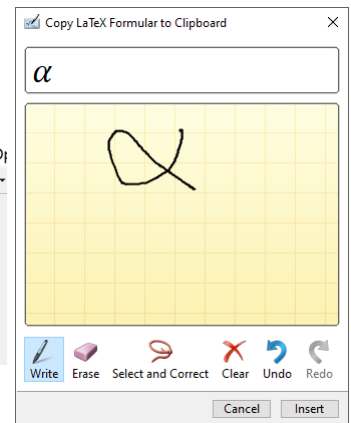 Copy LaTeX Formular to Clipboard
α
α
Write Erase Select and Correct Clear Undo Redo
Cancel Insert